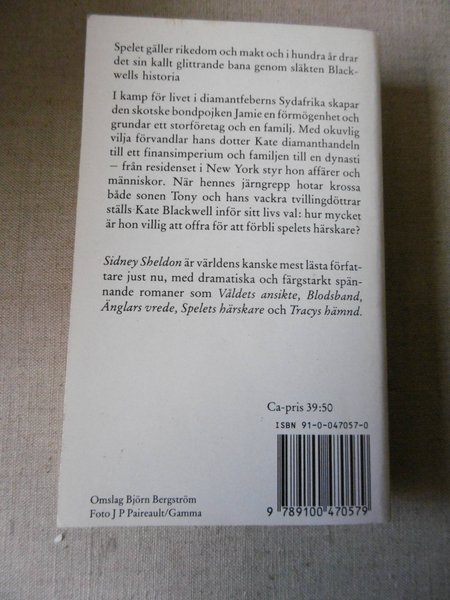 Spelet gäller rikedom och makt och i hundra år drar
det sin kallt glittrande bana genom släkten Black-
wells historia
I kamp för livet i diamantfeberns Sydafrika skapar
den skotske bondpojken Jamie en förmögenhet och
grundar ett storföretag och en familj. Med okuvlig
vilja förvandlar hans dotter Kate diamanthandeln
till ett finansimperium och familjen till en dynasti
– från residenset i New York styr hon affärer och
människor. När hennes järngrepp hotar krossa
både sonen Tony och hans vackra tvillingdöttrar
ställs Kate Blackwell inför sitt livs val: hur mycket
är hon villig att offra för att förbli spelets härskare?
Sidney Sheldon är världens kanske mest lästa förfat-
tare just nu, med dramatiska och färgstarkt spän-
nande romaner som Våldets ansikte, Blodsband,
Änglars vrede, Spelets härskare och Tracys hämnd.
Ca-pris 39:50
ISBN 91-0-047057-0
Omslag Björn Bergström
Foto J P Paireault/Gamma
9 789100 470579